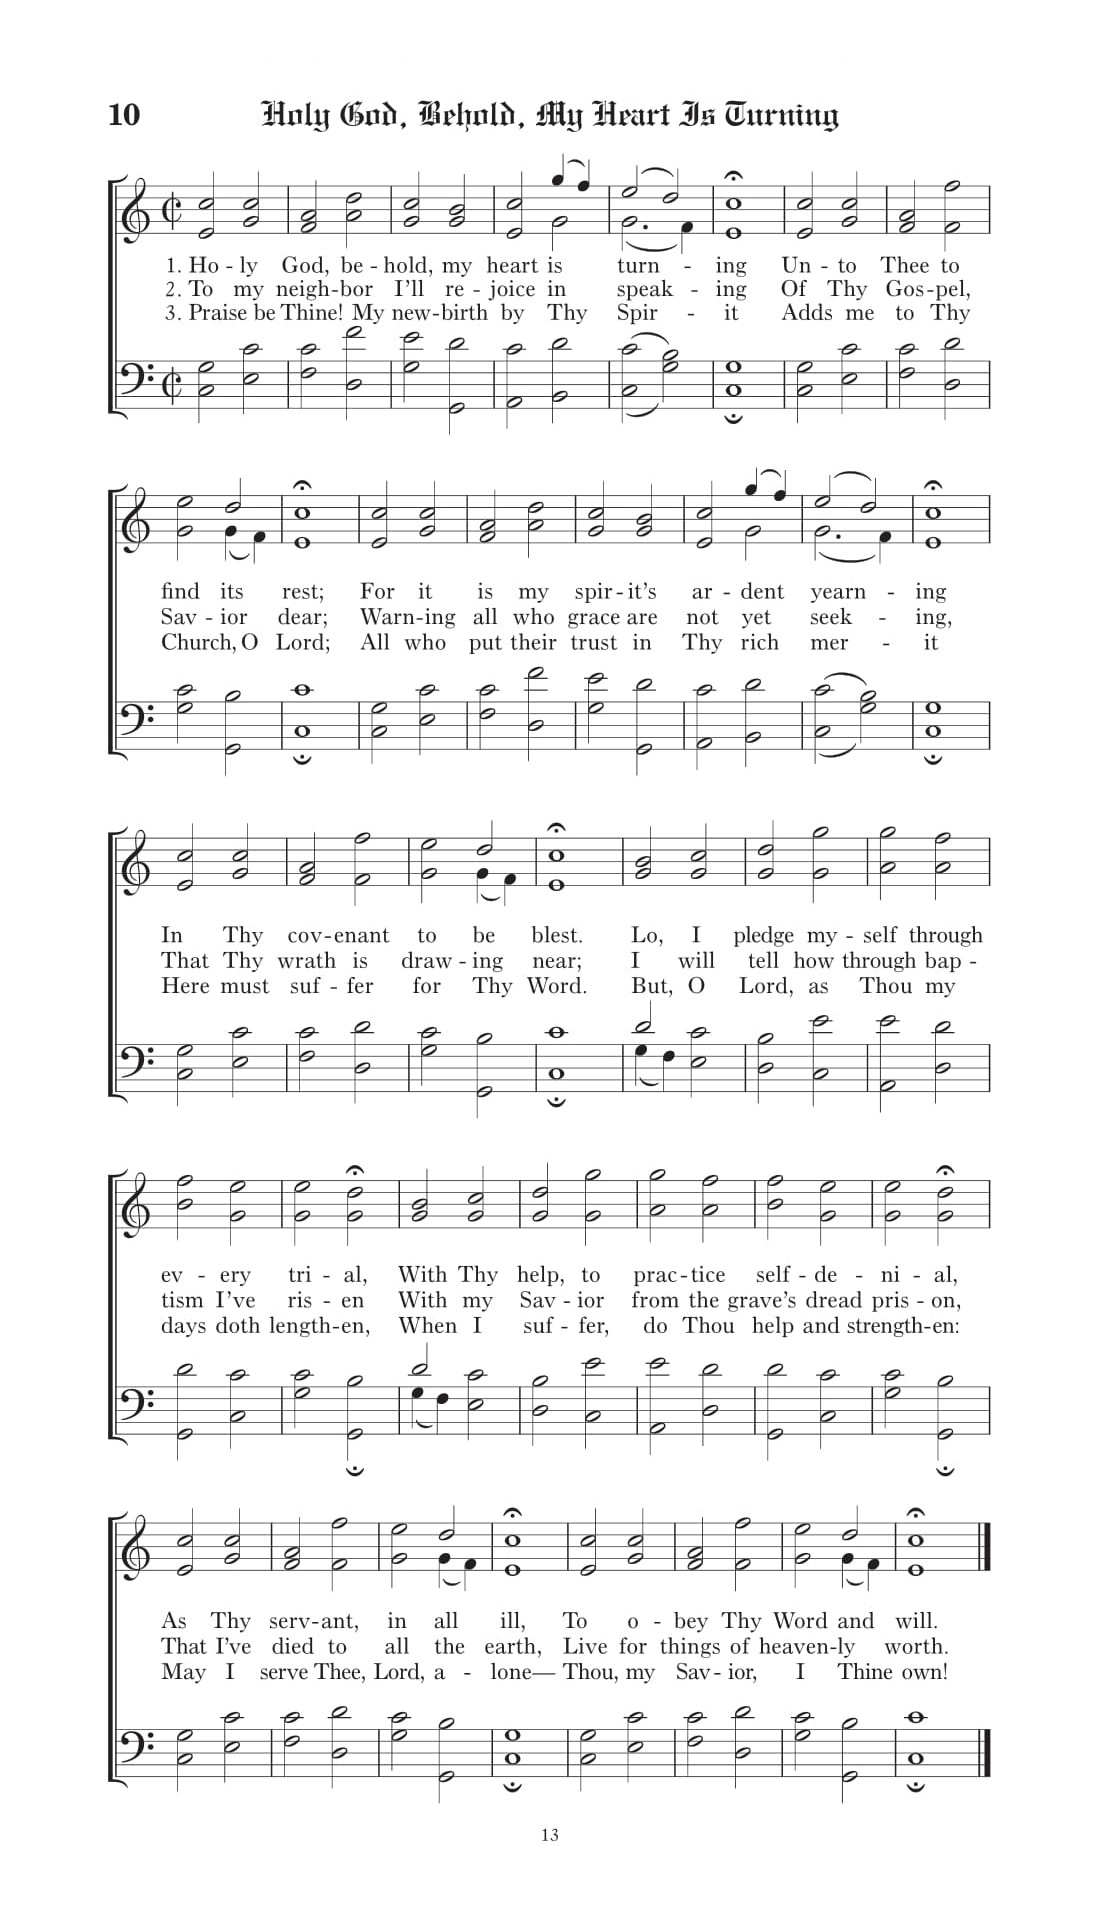 10 Holy God, Behold, My Heart Is Turning
1. Ho - ly God, be - hold, my heart is turn - ing Un - to Thee to
2. To my neigh-bor I'll re - joice in speak - ing Of Thy Gos-pel,
3. Praise be Thine! My new-birth by Thy Spir - it Adds me to Thy
find its rest; For it is my spir-it's ar - dent yearn - ing
Sav - ior dear; Warn-ing all who grace are not yet seek - ing,
Church, O Lord; All who put their trust in Thy rich mer - it
In Thy cov-enant to be blest. Lo, I pledge my - self through
That Thy wrath is draw - ing near; I will tell how through bap -
Here must suf - fer for Thy Word. But, O Lord, as Thou my
ev - ery tri - al, With Thy help, to prac-tice self - de - ni - al,
tism I've ris - en With my Sav - ior from the grave's dread pris - on,
days doth length-en, When I suf - fer, do Thou help and strength-en:
As Thy serv-ant, in all ill, To o - bey Thy Word and will.
That I've died to all the earth, Live for things of heaven-ly worth.
May I serve Thee, Lord, a - lone— Thou, my Sav - ior, I Thine own!
13